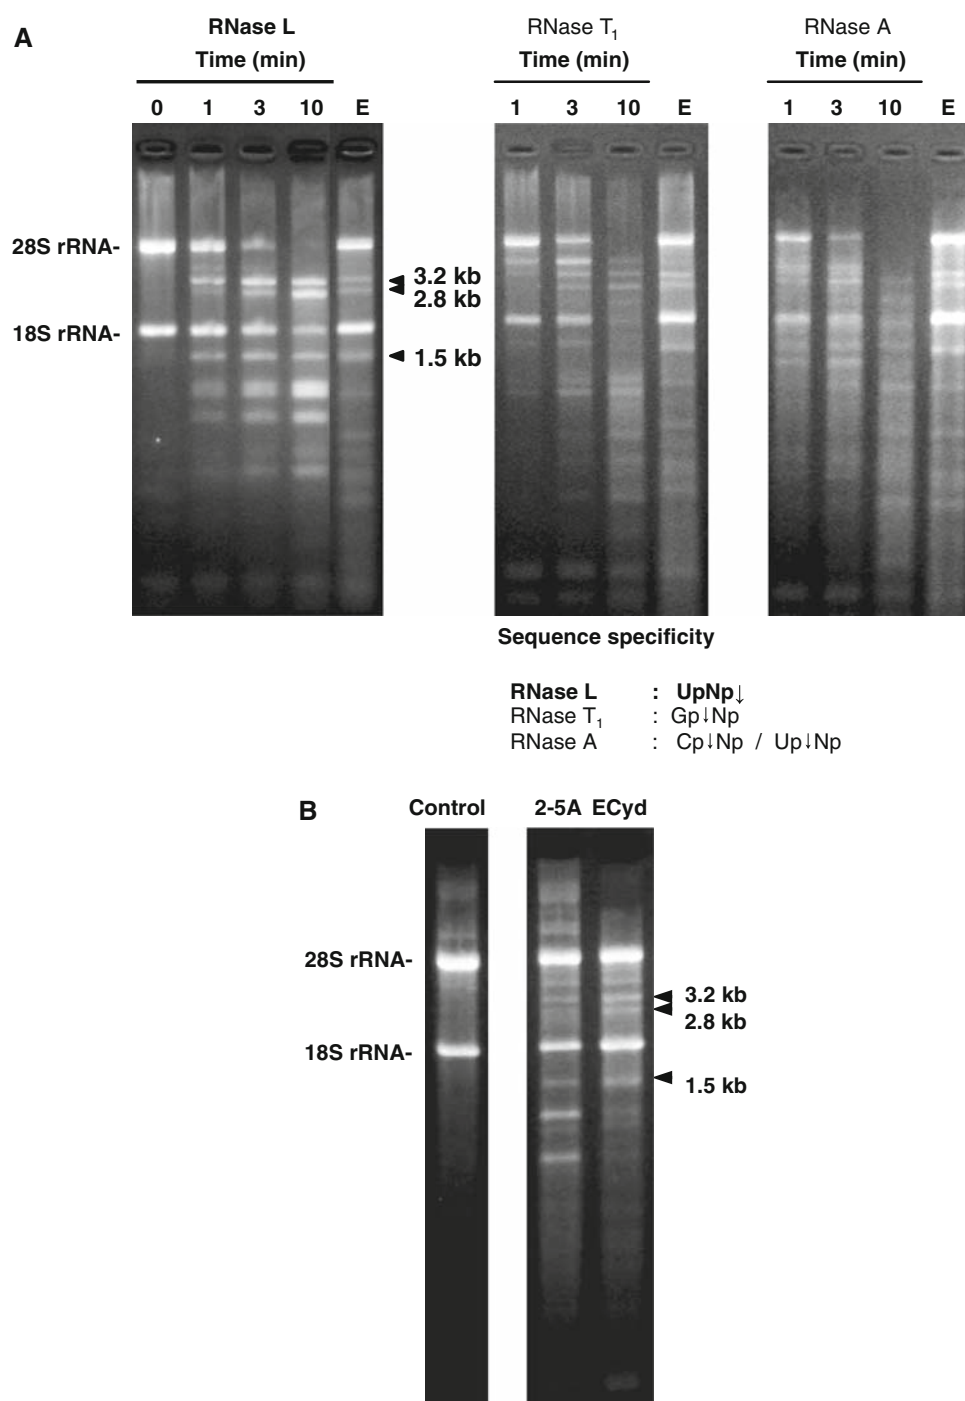 A
RNase L
Time (min)
0 1 3 10 E
RNase T1
Time (min)
1 3 10 E
RNase A
Time (min)
1 3 10 E
28S rRNA-
18S rRNA-
3.2 kb
2.8 kb
1.5 kb
Sequence specificity
RNase L : UpNp↓
RNase T1 : Gp↓Np
RNase A : Cp↓Np / Up↓Np
B
Control 2-5A ECyd
28S rRNA-
18S rRNA-
3.2 kb
2.8 kb
1.5 kb